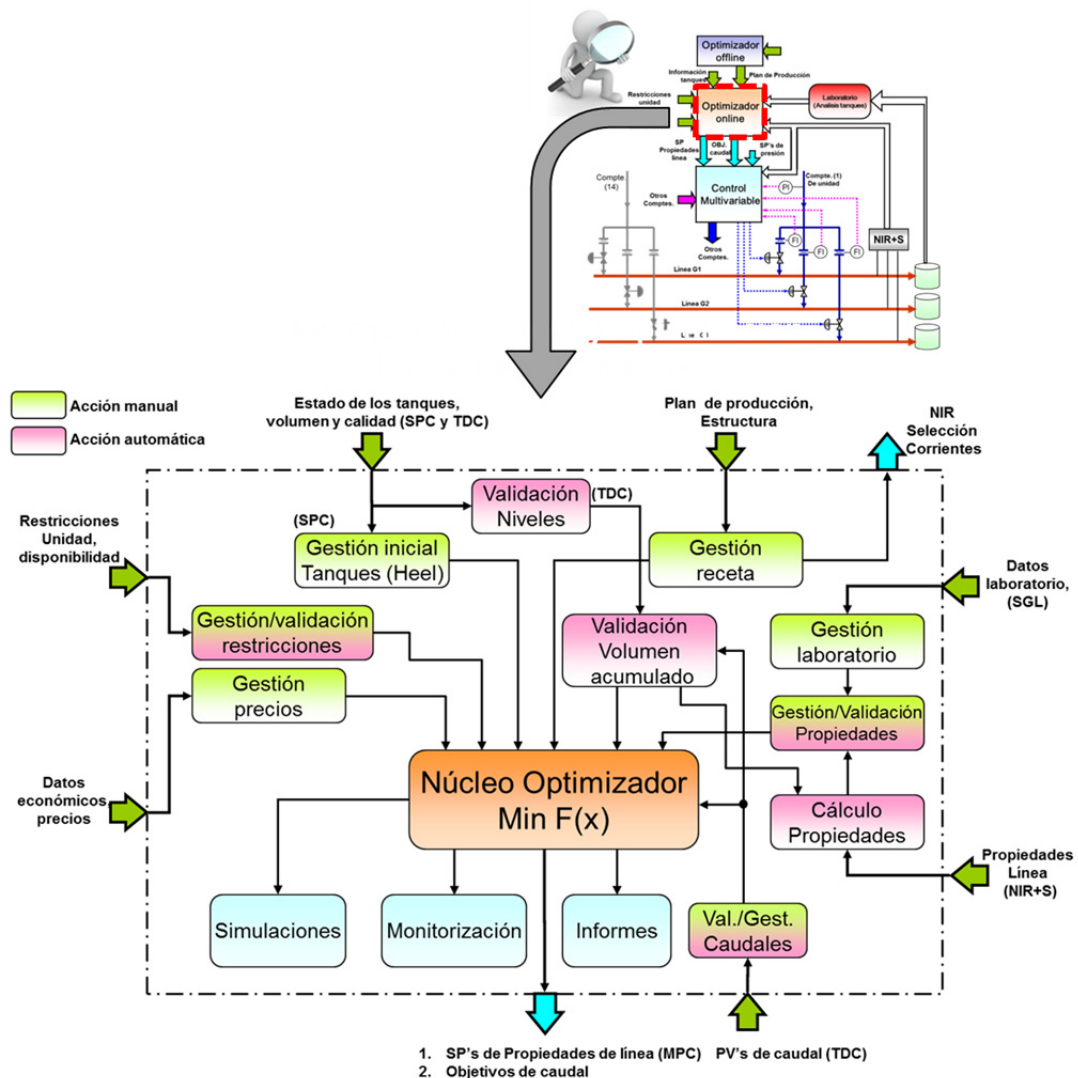 Optimizador
offline
Información
tanques
Plan de Producción
Restricciones
unidad
Optimizador
online
Laboratorio
(Analisis tanques)
SP
Propiedades
línea
OBJ.
caudal
SP's de
presión
Compte.
(14)
Compte. (1)
De unidad
Otros
Comptes.
Control
Multivariable
PI
FI
FI
FI
NIR+S
Otros
Comptes.
Línea G1
Línea G2
Acción manual
Acción automática
Estado de los tanques,
volumen y calidad (SPC y TDC)
Plan de producción,
Estructura
NIR
Selección
Corrientes
Validación
Niveles
(TDC)
(SPC)
Gestión inicial
Tanques (Heel)
Gestión
receta
Restricciones
Unidad,
disponibilidad
Datos
laboratorio,
(SGL)
Gestión/validación
restricciones
Validación
Volumen
acumulado
Gestión
laboratorio
Gestión
precios
Gestión/Validación
Propiedades
Núcleo Optimizador
Min F(x)
Cálculo
Propiedades
Datos
económicos,
precios
Propiedades
Línea
(NIR+S)
Simulaciones
Monitorización
Informes
Val./Gest.
Caudales
1. SP's de Propiedades de línea (MPC)
2. Objetivos de caudal
PV's de caudal (TDC)